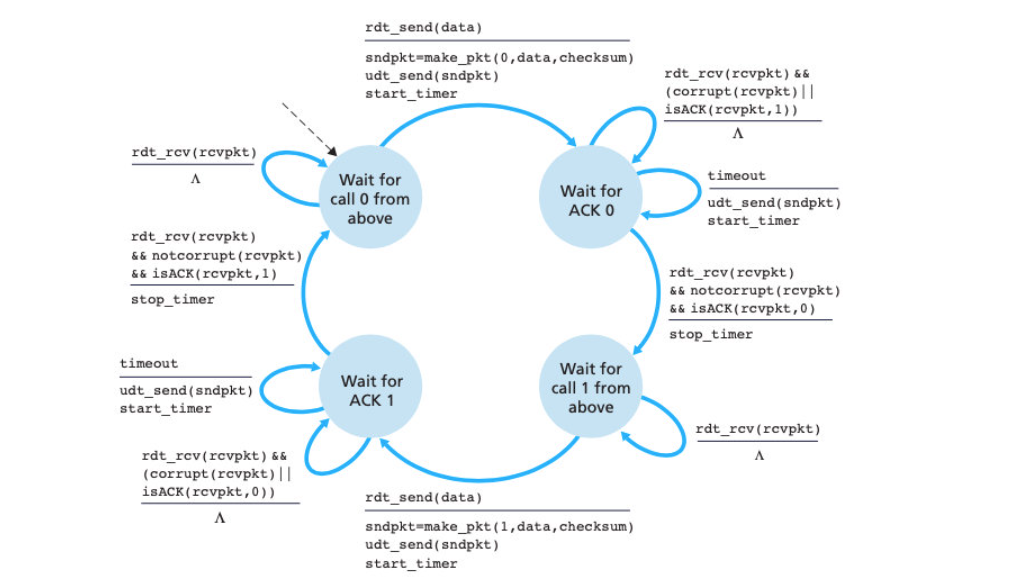 rdt_send(data)
sndpkt=make_pkt(0,data,checksum)
udt_send(sndpkt)
start_timer
rdt_rcv(rcvpkt) &&
(corrupt(rcvpkt)||
isACK(rcvpkt,1))
Λ
rdt_rcv(rcvpkt)
Λ
Wait for
call 0 from
above
Wait for
ACK 0
timeout
udt_send(sndpkt)
start_timer
rdt_rcv(rcvpkt)
&& notcorrupt(rcvpkt)
&& isACK(rcvpkt,1)
stop_timer
rdt_rcv(rcvpkt)
&& notcorrupt(rcvpkt)
&& isACK(rcvpkt,0)
stop_timer
timeout
udt_send(sndpkt)
start_timer
Wait for
ACK 1
Wait for
call 1 from
above
rdt_rcv(rcvpkt)
Λ
rdt_rcv(rcvpkt) &&
(corrupt(rcvpkt)||
isACK(rcvpkt,0))
Λ
rdt_send(data)
sndpkt=make_pkt(1,data,checksum)
udt_send(sndpkt)
start_timer